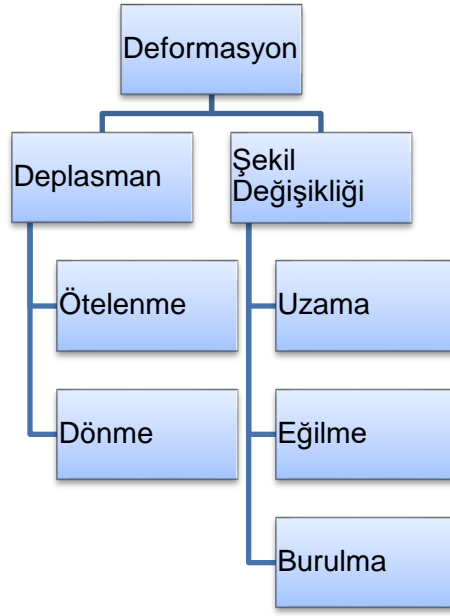 Deformasyon
Deplasman
Ötelenme
Dönme
Şekil
Değişikliği
Uzama
Eğilme
Burulma